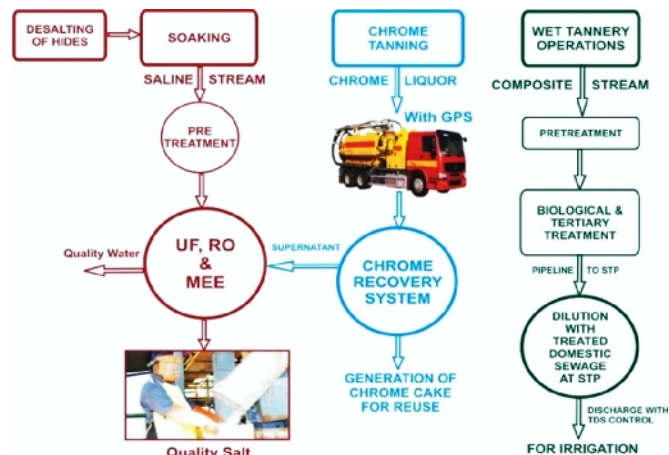 DESALTING
OF HIDES
SOAKING
SALINE STREAM
PRE
TREATMENT
UF, RO
&
MEE
Quality Water
Quality Salt
CHROME
TANNING
CHROME LIQUOR
With GPS
SUPERNATANT
CHROME
RECOVERY
SYSTEM
GENERATION OF
CHROME CAKE
FOR REUSE
WET TANNERY
OPERATIONS
COMPOSITE STREAM
PRETREATMENT
BIOLOGICAL &
TERTIARY
TREATMENT
PIPELINE TO STP
DILUTION
WITH
TREATED
DOMESTIC
SEWAGE
AT STP
DISCHARGE WITH
TDS CONTROL
FOR IRRIGATION